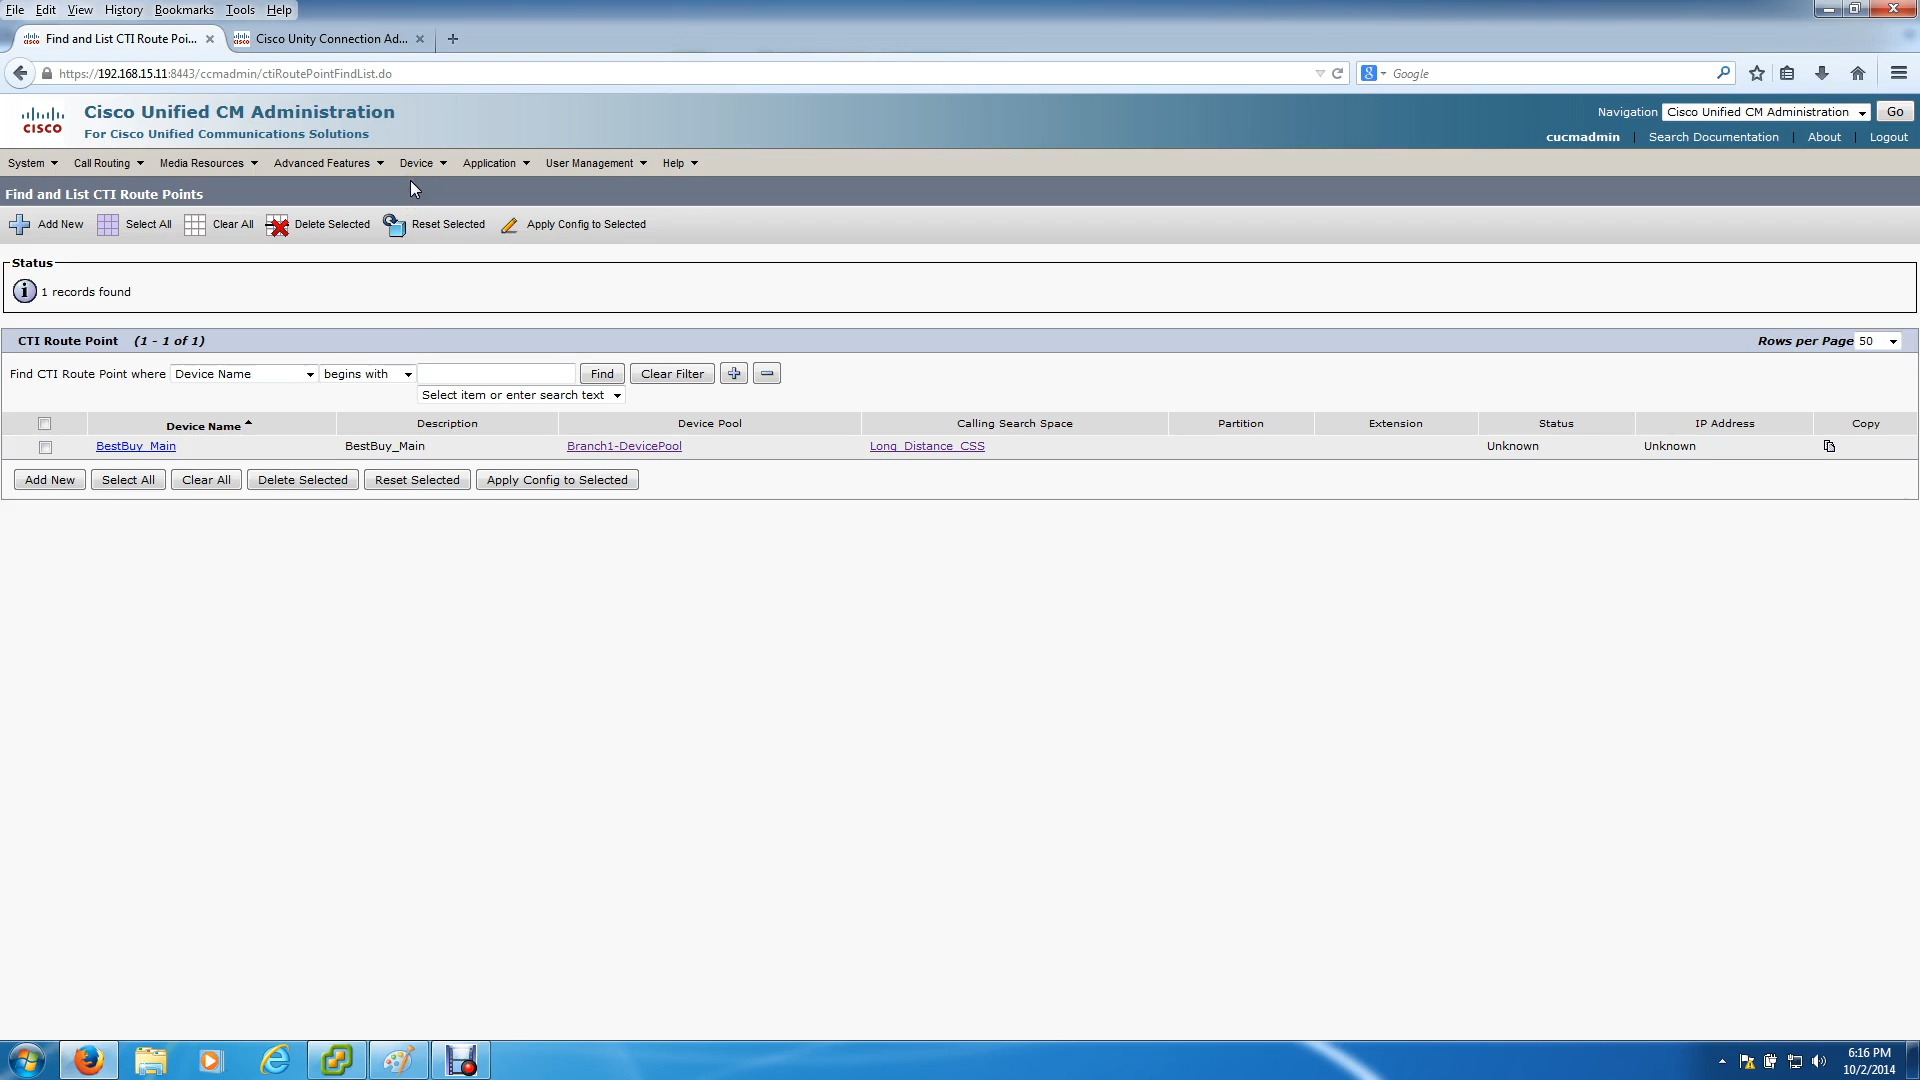 File Edit View History Bookmarks Tools Help
Find and List CTI Route Poi... Cisco Unity Connection Ad...
https://192.168.15.11:8443/ccmadmin/ctiRoutePointFindList.do Google
Cisco Unified CM Administration
For Cisco Unified Communications Solutions
CISCO
Navigation Cisco Unified CM Administration Go
cucmadmin | Search Documentation | About | Logout
System Call Routing Media Resources Advanced Features Device Application User Management Help
Find and List CTI Route Points
Add New Select All Clear All Delete Selected Reset Selected Apply Config to Selected
Status
1 records found
CTI Route Point (1 - 1 of 1) Rows per Page 50
Find CTI Route Point where Device Name begins with Find Clear Filter
Select item or enter search text
Device Name Description Device Pool Calling Search Space Partition Extension Status IP Address Copy
BestBuy_Main BestBuy_Main Branch1-DevicePool Long_Distance_CSS Unknown Unknown
Add New Select All Clear All Delete Selected Reset Selected Apply Config to Selected
6:16 PM
10/2/2014